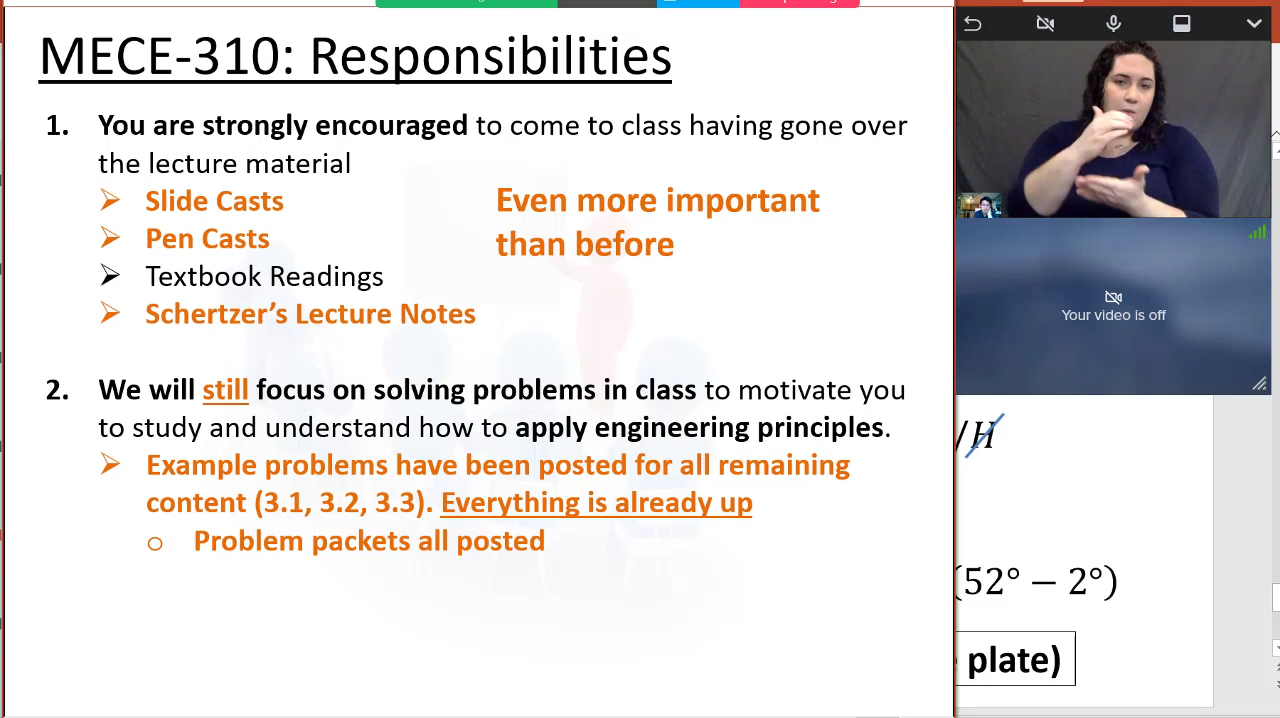 MECE-310: Responsibilities
1. You are strongly encouraged to come to class having gone over
the lecture material
Slide Casts
Pen Casts
Textbook Readings
Schertzer’s Lecture Notes
Even more important
than before
2. We will still focus on solving problems in class to motivate you
to study and understand how to apply engineering principles.
Example problems have been posted for all remaining
content (3.1, 3.2, 3.3). Everything is already up
o Problem packets all posted
Your video is off
/H
(52° − 2°)
plate)